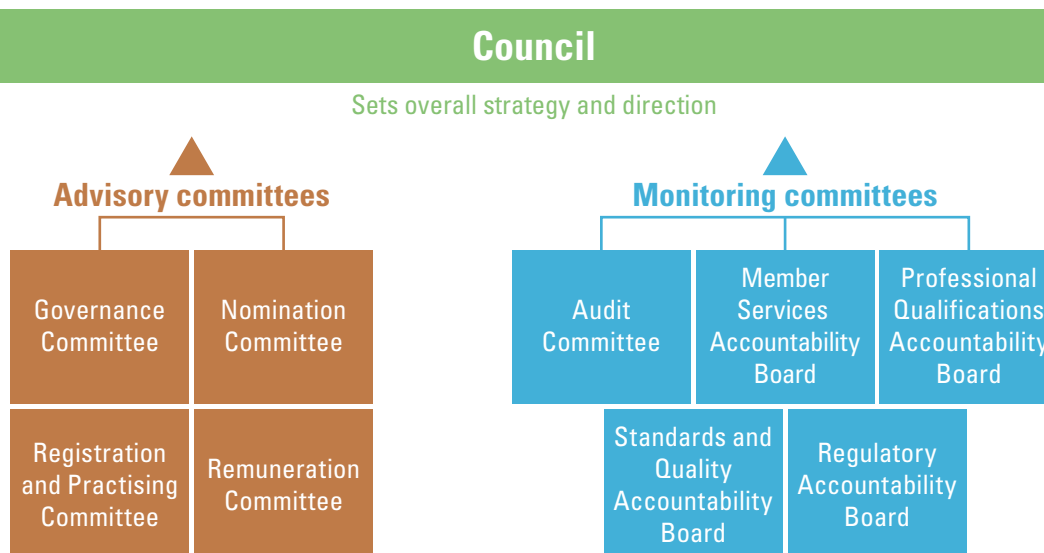 Council
Sets overall strategy and direction
Advisory committees
Governance
Committee
Nomination
Committee
Registration
and Practising
Committee
Remuneration
Committee
Monitoring committees
Audit
Committee
Member
Services
Accountability
Board
Professional
Qualifications
Accountability
Board
Standards and
Quality
Accountability
Board
Regulatory
Accountability
Board